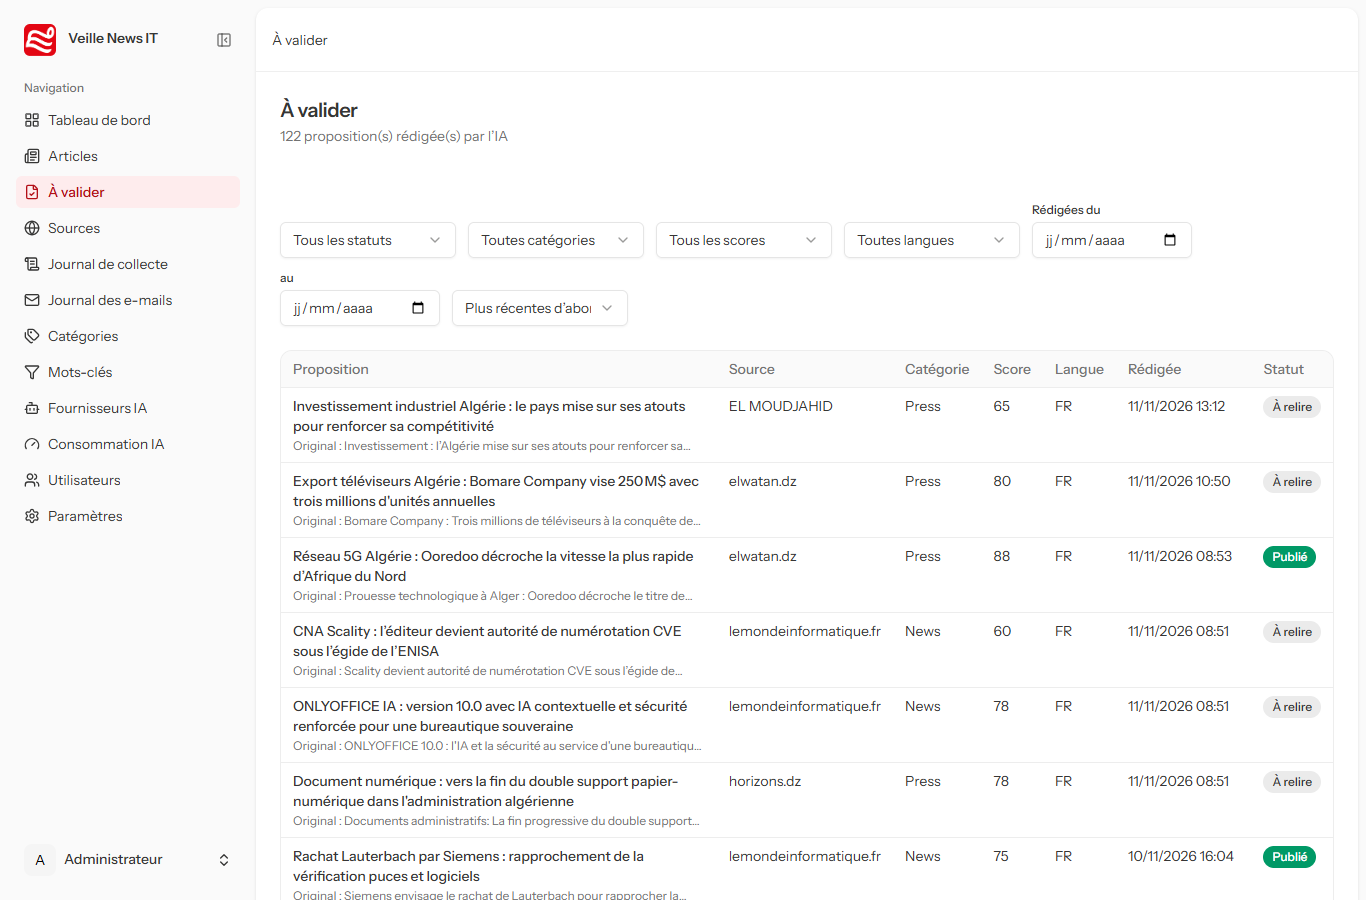 Veille News IT
Navigation
Tableau de bord
Articles
À valider
Sources
Journal de collecte
Journal des e-mails
Catégories
Mots-clés
Fournisseurs IA
Consommation IA
Utilisateurs
Paramètres
A Administrateur
À valider
À valider
122 proposition(s) rédigée(s) par l'IA
Rédigées du
Tous les statuts Toutes catégories Tous les scores Toutes langues jj/mm/aaaa
au
jj/mm/aaaa Plus récentes d'abor
Proposition Source Catégorie Score Langue Rédigée Statut
Investissement industriel Algérie : le pays mise sur ses atouts EL MOUDJAHID Press 65 FR 11/11/2026 13:12 À relire
pour renforcer sa compétitivité
Original : Investissement : l'Algérie mise sur ses atouts pour renforcer sa...
Export téléviseurs Algérie : Bomare Company vise 250 M$ avec elwatan.dz Press 80 FR 11/11/2026 10:50 À relire
trois millions d'unités annuelles
Original : Bomare Company : Trois millions de téléviseurs à la conquête de...
Réseau 5G Algérie : Ooredoo décroche la vitesse la plus rapide elwatan.dz Press 88 FR 11/11/2026 08:53 Publié
d'Afrique du Nord
Original : Prouesse technologique à Alger : Ooredoo décroche le titre de...
CNA Scality : l'éditeur devient autorité de numérotation CVE lemondeinformatique.fr News 60 FR 11/11/2026 08:51 À relire
sous l'égide de l'ENISA
Original : Scality devient autorité de numérotation CVE sous l'égide de...
ONLYOFFICE IA : version 10.0 avec IA contextuelle et sécurité lemondeinformatique.fr News 78 FR 11/11/2026 08:51 À relire
renforcée pour une bureautique souveraine
Original : ONLYOFFICE 10.0 : l'IA et la sécurité au service d'une bureautiqu...
Document numérique : vers la fin du double support papier- horizons.dz Press 78 FR 11/11/2026 08:51 À relire
numérique dans l'administration algérienne
Original : Documents administratifs: La fin progressive du double support...
Rachat Lauterbach par Siemens : rapprochement de la lemondeinformatique.fr News 75 FR 10/11/2026 16:04 Publié
vérification puces et logiciels
Original : Siemens envisage le rachat de Lauterbach pour rapprocher la...